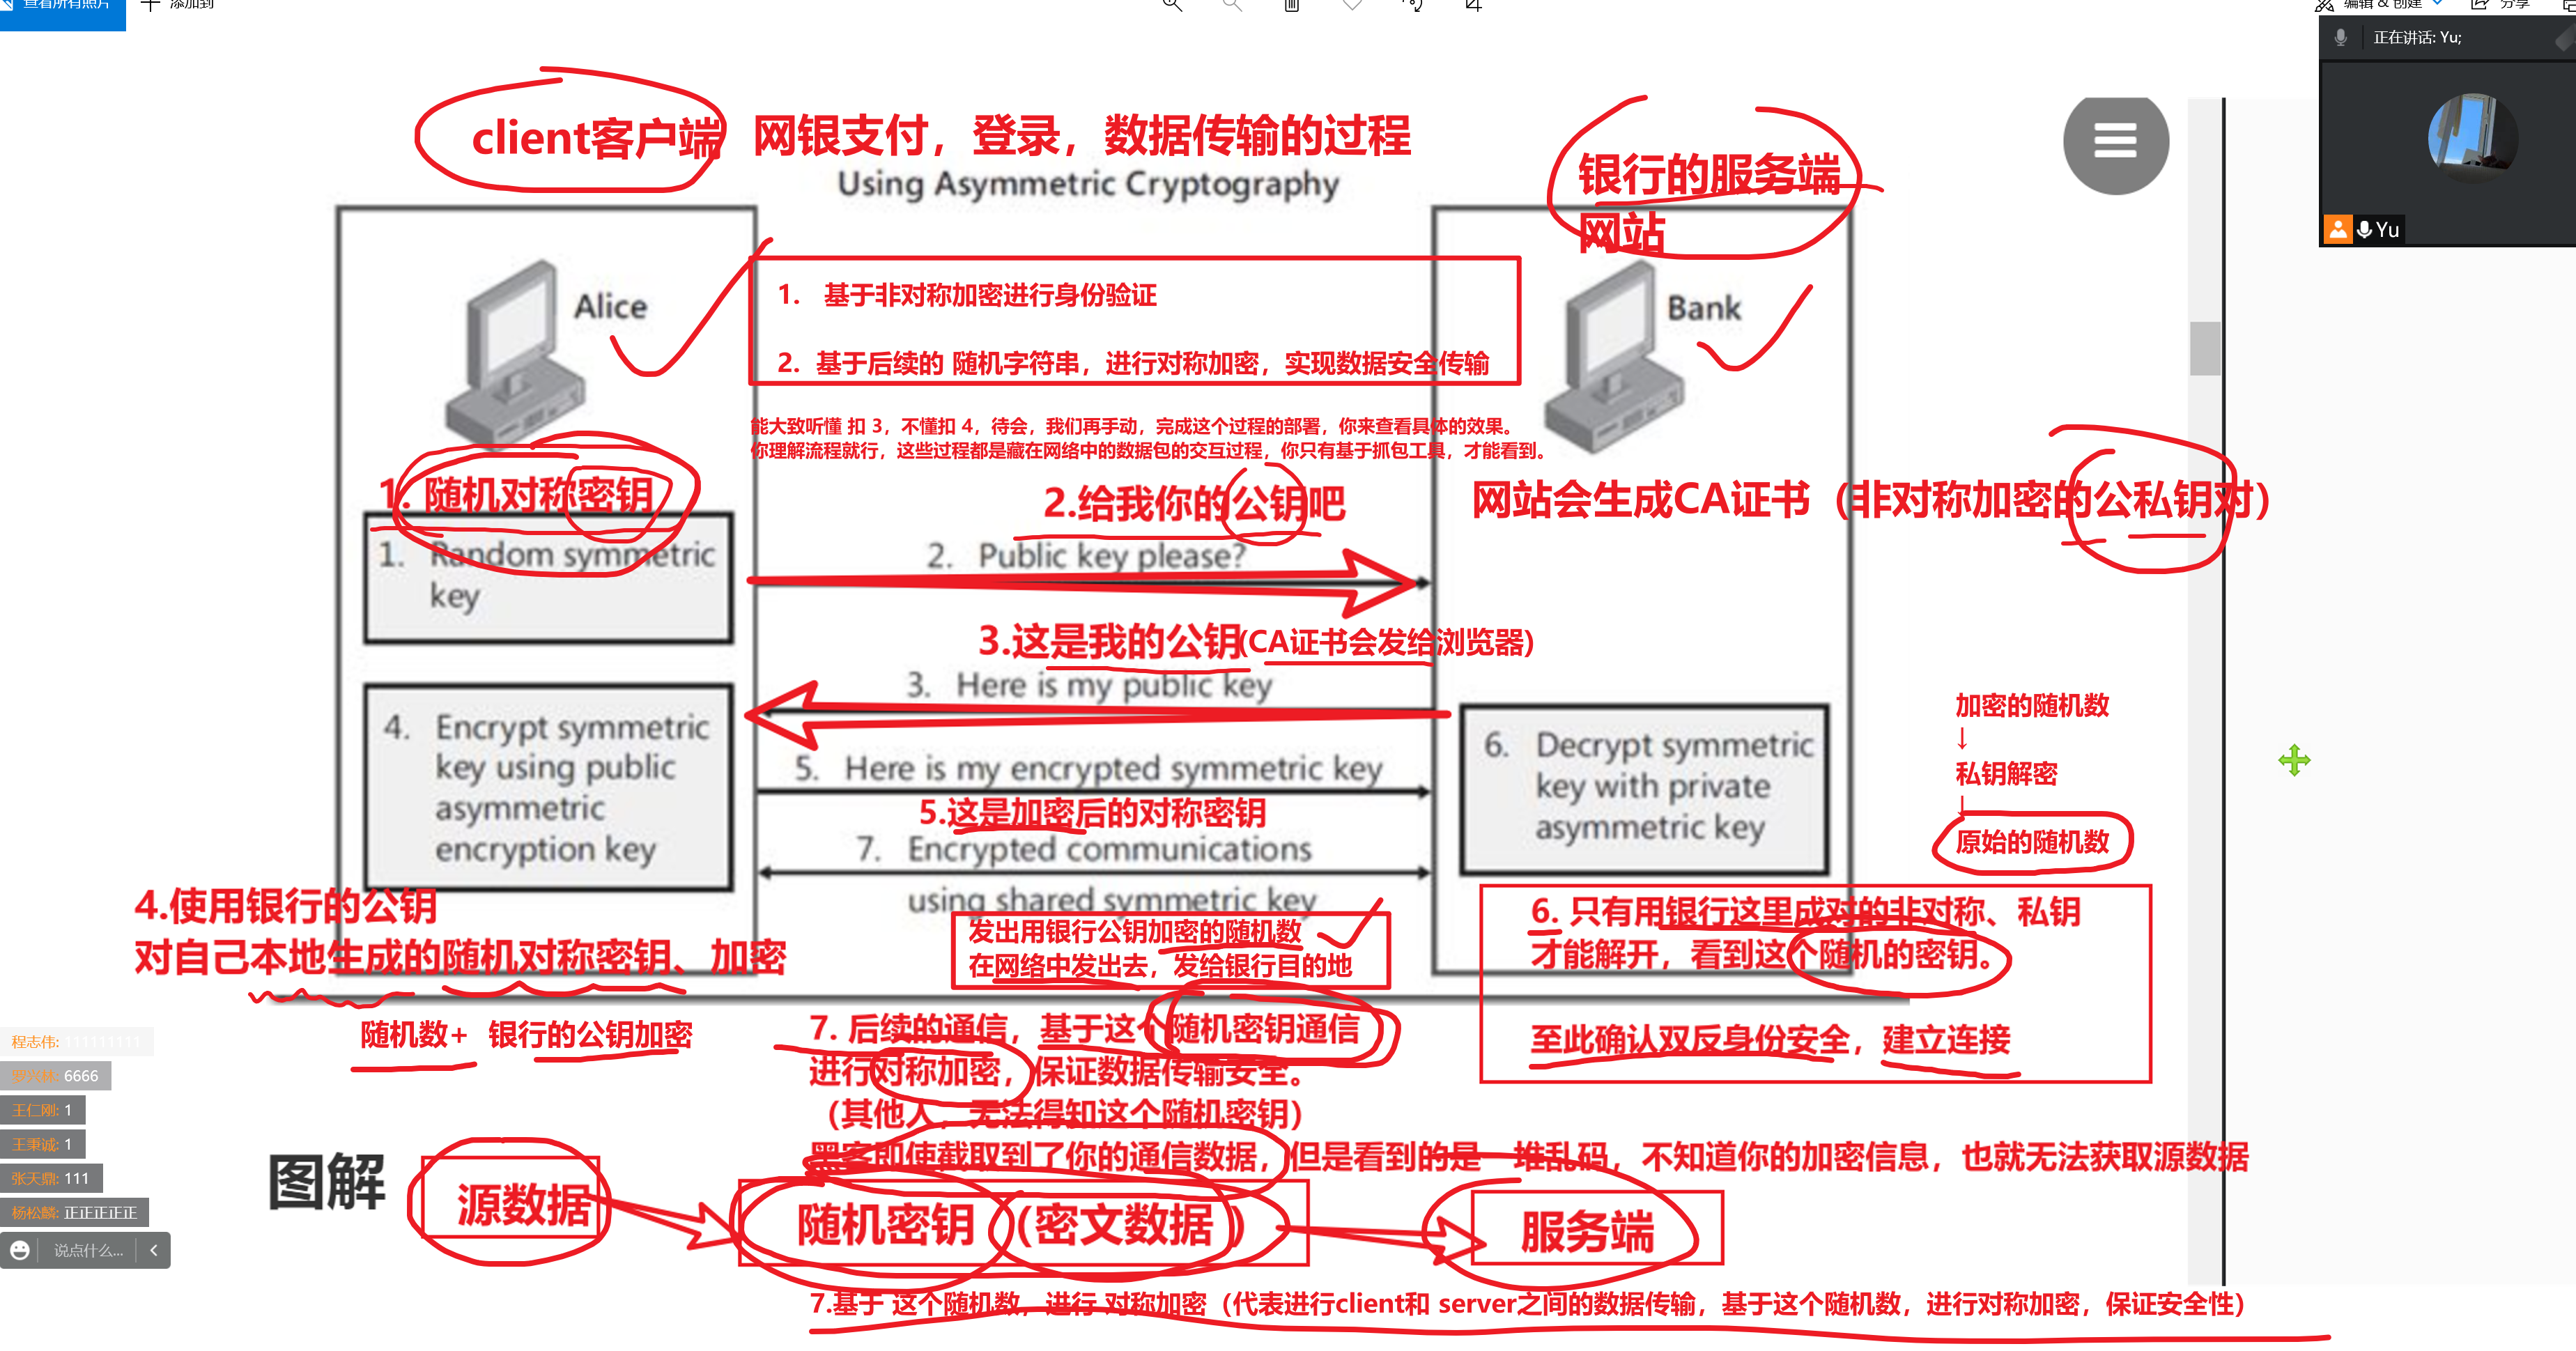 查看所有照片
添加到
编辑 & 创建
分享
正在讲话: Yu;
Yu
client客户端
网银支付，登录，数据传输的过程
Using Asymmetric Cryptography
银行的服务端
网站
Alice
1. 基于非对称加密进行身份验证
2. 基于后续的 随机字符串，进行对称加密，实现数据安全传输
Bank
能大致听懂 扣 3，不懂扣 4，待会，我们再手动，完成这个过程的部署，你来查看具体的效果。
你理解流程就行，这些过程都是藏在网络中的数据包的交互过程，你只有基于抓包工具，才能看到。
1. 随机对称密钥
2.给我你的公钥吧
网站会生成CA证书（非对称加密的公私钥对）
1. Random symmetric
key
2. Public key please?
3.这是我的公钥(CA证书会发给浏览器)
3. Here is my public key
4. Encrypt symmetric
key using public
asymmetric
encryption key
5. Here is my encrypted symmetric key
5.这是加密后的对称密钥
6. Decrypt symmetric
key with private
asymmetric key
加密的随机数
↓
私钥解密
↓
原始的随机数
7. Encrypted communications
using shared symmetric key
4.使用银行的公钥
对自己本地生成的随机对称密钥、加密
发出用银行公钥加密的随机数
在网络中发出去，发给银行目的地
6. 只有用银行这里成对的非对称、私钥
才能解开，看到这个随机的密钥。
至此确认双反身份安全，建立连接
随机数+ 银行的公钥加密
7. 后续的通信，基于这个随机密钥通信
进行对称加密，保证数据传输安全。
（其他人，无法得知这个随机密钥）
黑客即使截取到了你的通信数据，但是看到的是一堆乱码，不知道你的加密信息，也就无法获取源数据
程志伟: 111111111
罗兴林: 6666
王仁刚: 1
王秉诚: 1
张天鼎: 111
杨松麟: 正正正正正
说点什么...
图解
源数据
随机密钥（密文数据 ）
服务端
7.基于 这个随机数，进行 对称加密（代表进行client和 server之间的数据传输，基于这个随机数，进行对称加密，保证安全性）